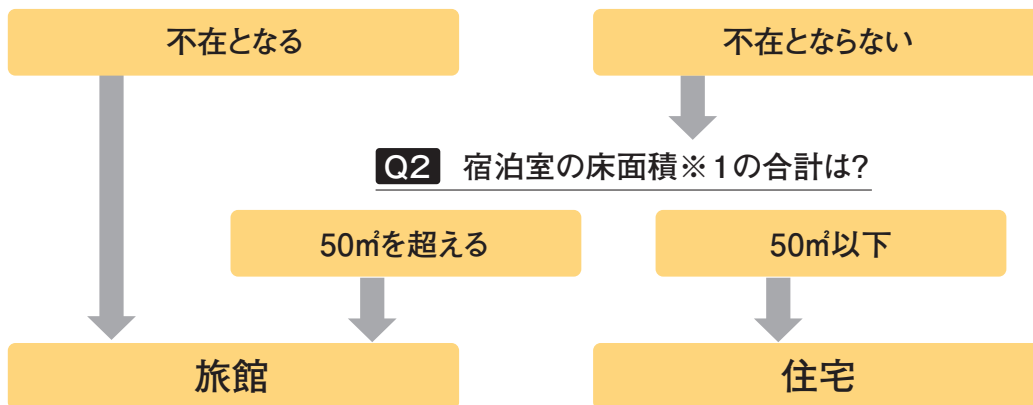 不在となる
不在とならない
Q2 宿泊室の床面積※1の合計は?
50㎡を超える
50㎡以下
旅館
住宅